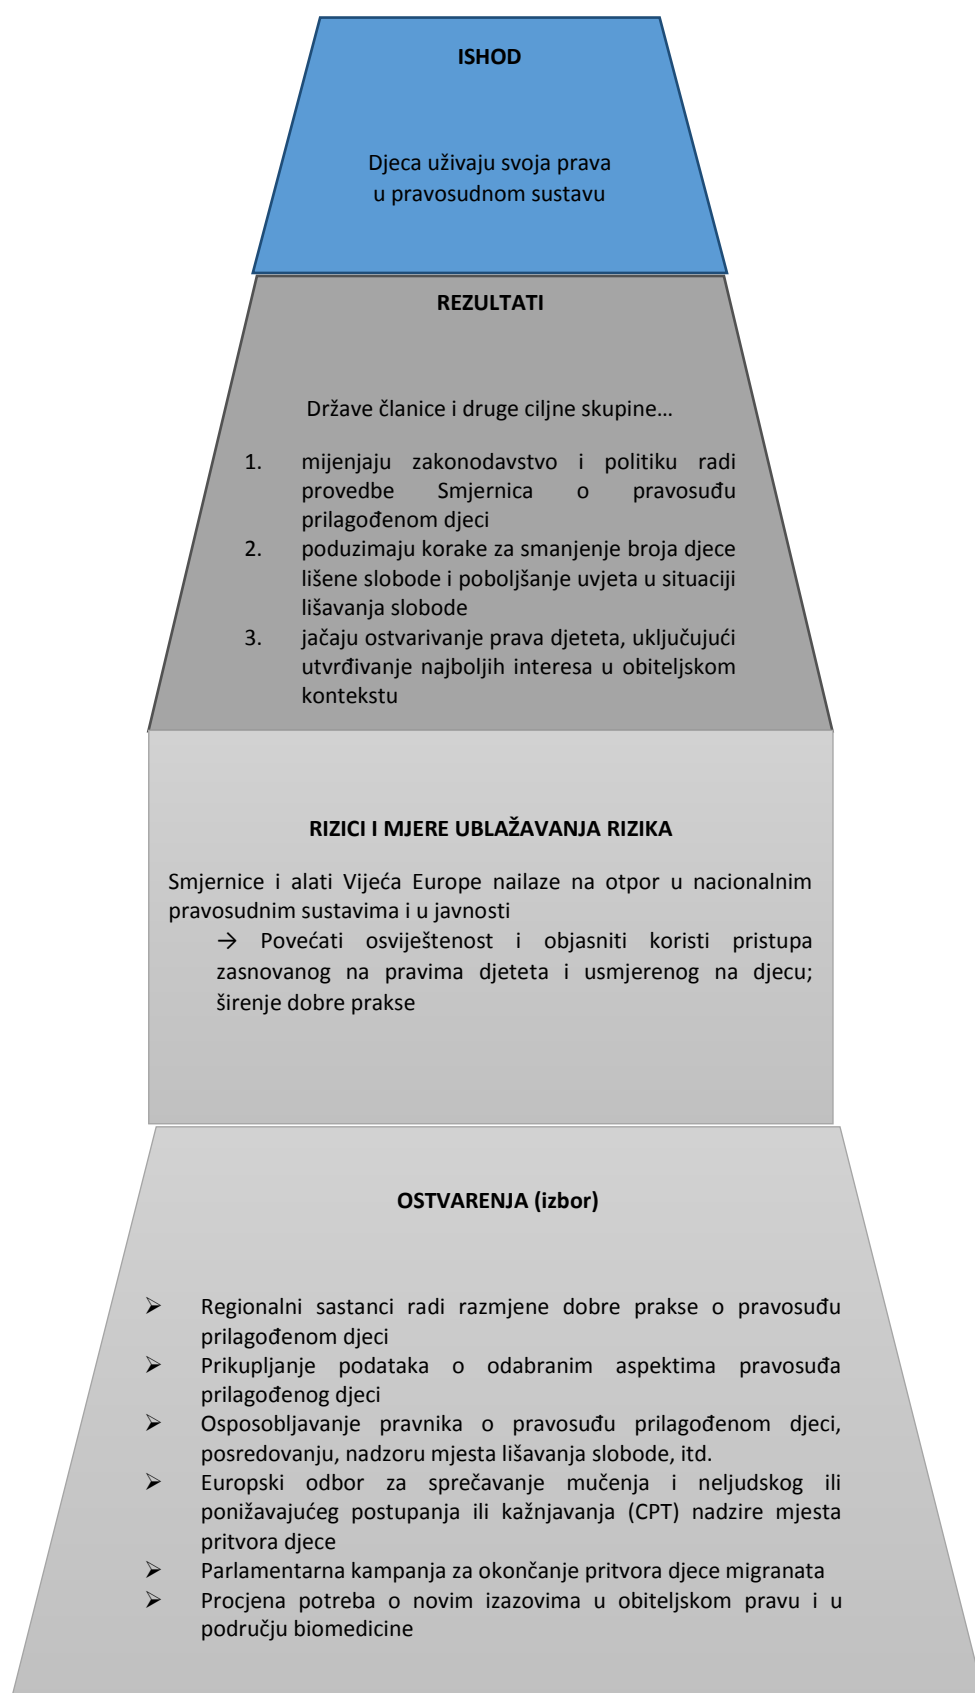 ISHOD
Djeca uživaju svoja prava
u pravosudnom sustavu
REZULTATI
Države članice i druge ciljne skupine…
1. mijenjaju zakonodavstvo i politiku radi
provedbe Smjernica o pravosuđu
prilagođenom djeci
2. poduzimaju korake za smanjenje broja djece
lišene slobode i poboljšanje uvjeta u situaciji
lišavanja slobode
3. jačaju ostvarivanje prava djeteta, uključujući
utvrđivanje najboljih interesa u obiteljskom
kontekstu
RIZICI I MJERE UBLAŽAVANJA RIZIKA
Smjernice i alati Vijeća Europe nailaze na otpor u nacionalnim
pravosudnim sustavima i u javnosti
→ Povećati osviještenost i objasniti koristi pristupa
zasnovanog na pravima djeteta i usmjerenog na djecu;
širenje dobre prakse
OSTVARENJA (izbor)
➢ Regionalni sastanci radi razmjene dobre prakse o pravosuđu
prilagođenom djeci
➢ Prikupljanje podataka o odabranim aspektima pravosuđa
prilagođenog djeci
➢ Osposobljavanje pravnika o pravosuđu prilagođenom djeci,
posredovanju, nadzoru mjesta lišavanja slobode, itd.
➢ Europski odbor za sprečavanje mučenja i neljudskog ili
ponižavajućeg postupanja ili kažnjavanja (CPT) nadzire mjesta
pritvora djece
➢ Parlamentarna kampanja za okončanje pritvora djece migranata
➢ Procjena potreba o novim izazovima u obiteljskom pravu i u
području biomedicine